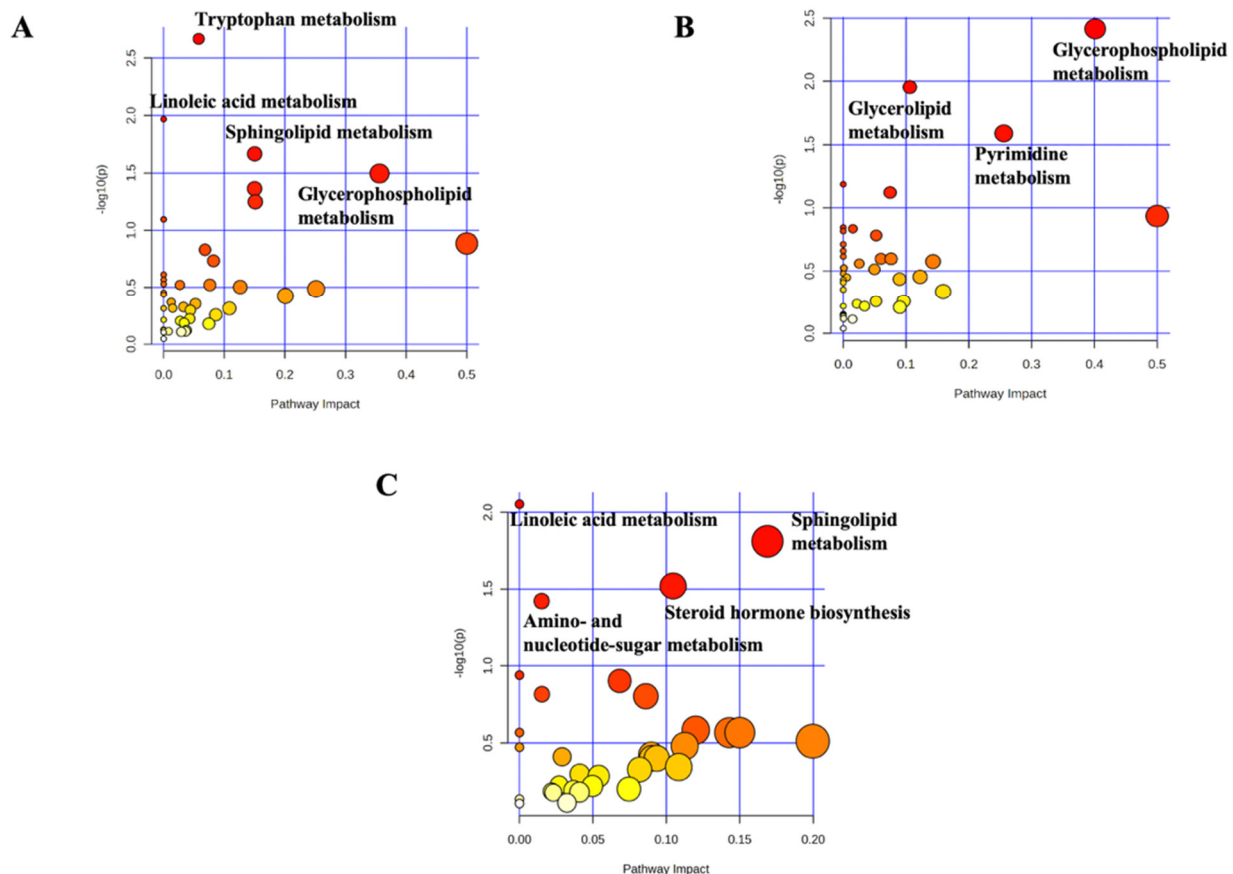 A
Tryptophan metabolism
Linoleic acid metabolism
Sphingolipid metabolism
Glycerophospholipid
metabolism
-log10(p)
2.5
2.0
1.5
1.0
0.5
0.0
0.0 0.1 0.2 0.3 0.4 0.5
Pathway Impact
B
Glycerophospholipid
metabolism
Glycerolipid
metabolism
Pyrimidine
metabolism
-log10(p)
2.5
2.0
1.5
1.0
0.5
0.0
0.0 0.1 0.2 0.3 0.4 0.5
Pathway Impact
C
Linoleic acid metabolism
Sphingolipid
metabolism
Steroid hormone biosynthesis
Amino- and
nucleotide-sugar metabolism
-log10(p)
2.0
1.5
1.0
0.5
0.00 0.05 0.10 0.15 0.20
Pathway Impact